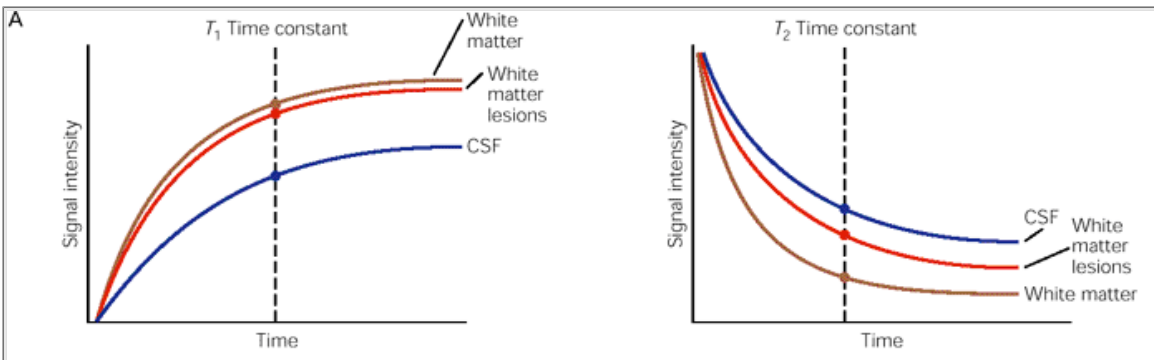 A
T1 Time constant
White
matter
White
matter
lesions
CSF
Signal intensity
Time
T2 Time constant
CSF
White
matter
lesions
White matter
Signal intensity
Time